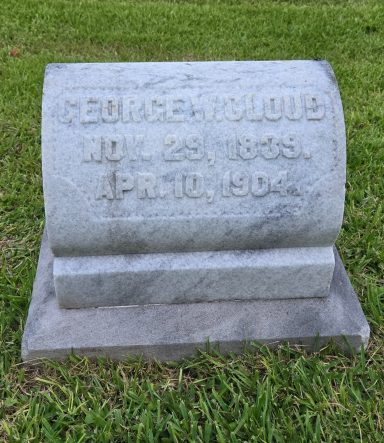 GEORGE W. CLOUD
NOV. 29, 1839.
APR. 10, 1904.